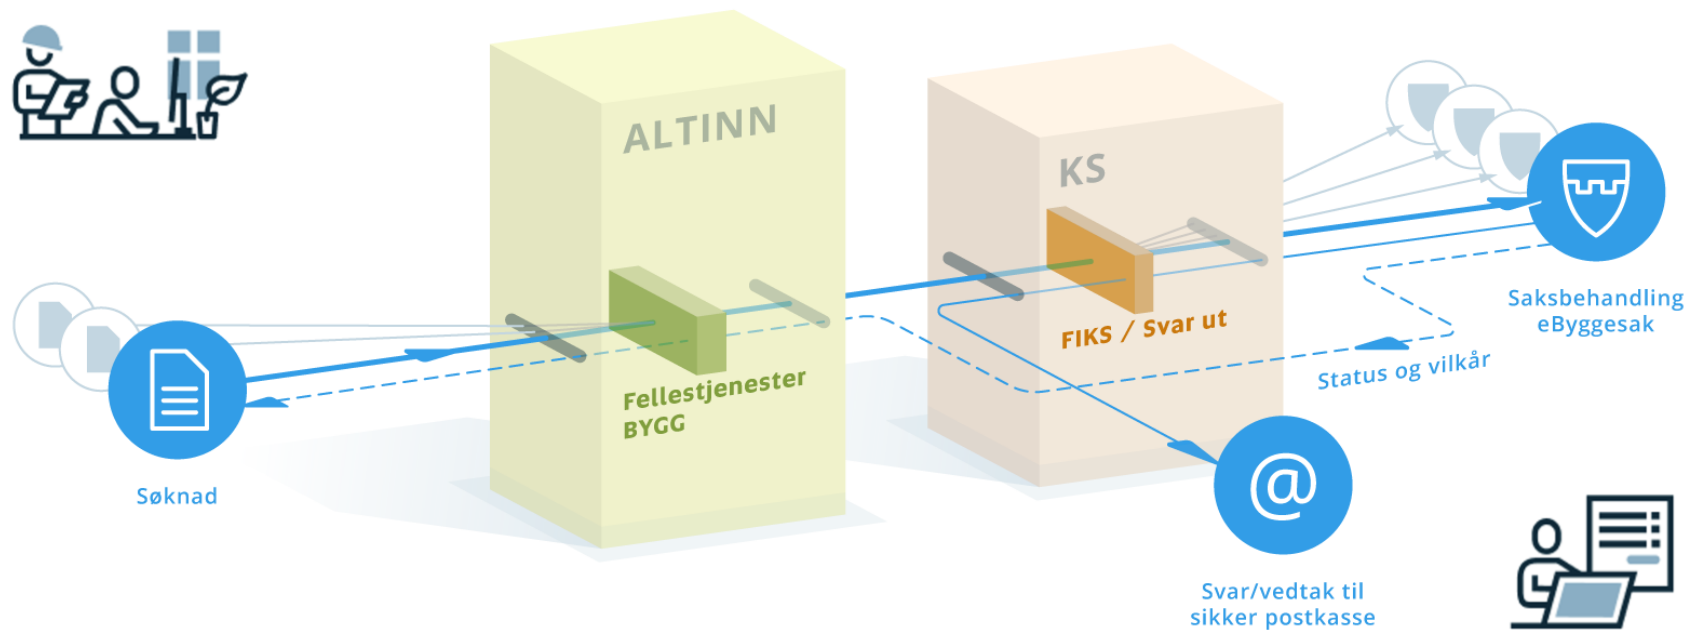 ALTINN
KS
Fellestjenester
BYGG
FIKS / Svar ut
Søknad
Saksbehandling
eByggesak
Status og vilkår
@
Svar/vedtak til
sikker postkasse